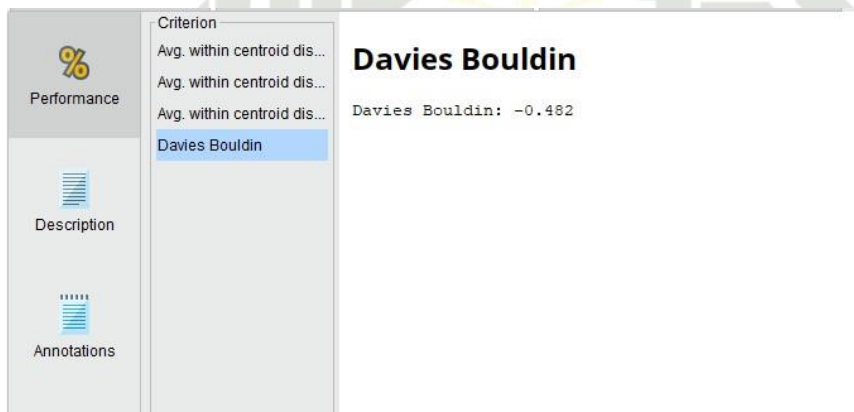 Performance
Description
Annotations
Criterion
Avg. within centroid dis...
Avg. within centroid dis...
Avg. within centroid dis...
Davies Bouldin
Davies Bouldin
Davies Bouldin: -0.482